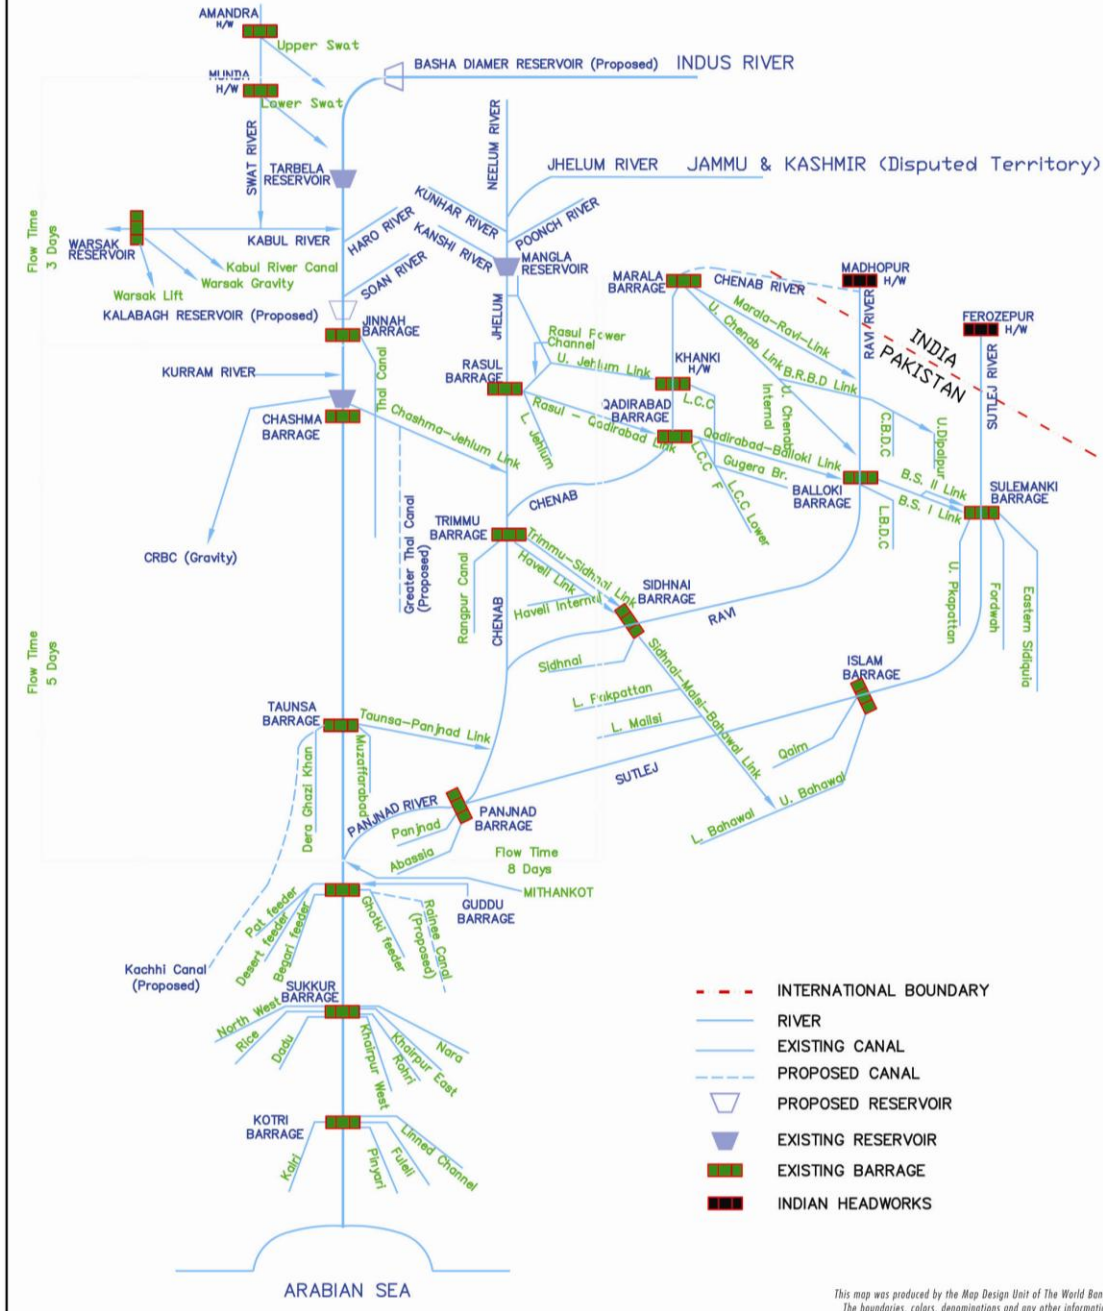 AMANDRA
H/W
Upper Swat
MUNDA
H/W
Lower Swat
BASHA DIAMER RESERVOIR (Proposed)
INDUS RIVER
SWAT RIVER
TARBELA
RESERVOIR
NEELUM RIVER
JHELUM RIVER
JAMMU & KASHMIR (Disputed Territory)
KUNHAR RIVER
POONCH RIVER
KANSHI RIVER
HARO RIVER
Flow Time
3 Days
WARSAK
RESERVOIR
KABUL RIVER
Kabul River Canal
Warsak Gravity
Warsak Lift
SOAN RIVER
MANGLA
RESERVOIR
KALABAGH RESERVOIR (Proposed)
JINNAH
BARRAGE
JHELUM
MARALA
BARRAGE
CHENAB RIVER
MADHOPUR
H/W
FEROZEPUR
H/W
INDIA
PAKISTAN
RAVI RIVER
SUTLEJ RIVER
Marala-Ravi-Link
U. Chenab Link
B.R.B.D Link
U. Chenab
Internal
C.B.D.C
U.Dipalpur
Rasul Power
Channel
U. Jehlum Link
KHANKI
H/W
L.C.C
KURRAM RIVER
Thal Canal
RASUL
BARRAGE
QADIRABAD
BARRAGE
Rasul - Qadirabad Link
L. Jehlum
CHASHMA
BARRAGE
Chashma-Jehlum Link
Qadirabad-Balloki Link
L.C.C F
Gugera Br.
L.C.C Lower
BALLOKI
BARRAGE
B.S. II Link
B.S. I Link
SULEMANKI
BARRAGE
L.B.D.C
CHENAB
TRIMMU
BARRAGE
CRBC (Gravity)
Greater Thal Canal
(Proposed)
Rangpur Canal
Trimmu-Sidhnai Link
Haveli Link
Haveli Internal
CHENAB
SIDHNAI
BARRAGE
RAVI
U. Pkapattan
Fordwah
Eastern Sidiquia
Sidhnai
Sidhnai-Malsi-Bahawal Link
ISLAM
BARRAGE
Flow Time
5 Days
L. Pakpattan
L. Mailsi
TAUNSA
BARRAGE
Taunsa-Panjnad Link
Dera Ghazi Khan
Muzaffarabad
Qaim
SUTLEJ
U. Bahawal
L. Bahawal
PANJNAD RIVER
PANJNAD
BARRAGE
Panjnad
Abassia
Flow Time
8 Days
MITHANKOT
GUDDU
BARRAGE
Pat feeder
Desert feeder
Begari feeder
Ghotki feeder
Rainee Canal
(Proposed)
Kachhi Canal
(Proposed)
SUKKUR
BARRAGE
North West
Rice
Dadu
Khairpur West
Rohri
Khairpur East
Nara
KOTRI
BARRAGE
Kalri
Pinyari
Fuleli
Linned Channel
ARABIAN SEA
INTERNATIONAL BOUNDARY
RIVER
EXISTING CANAL
PROPOSED CANAL
PROPOSED RESERVOIR
EXISTING RESERVOIR
EXISTING BARRAGE
INDIAN HEADWORKS
This map was produced by the Map Design Unit of The World Ban
The boundaries, colors, denominations and any other informatio